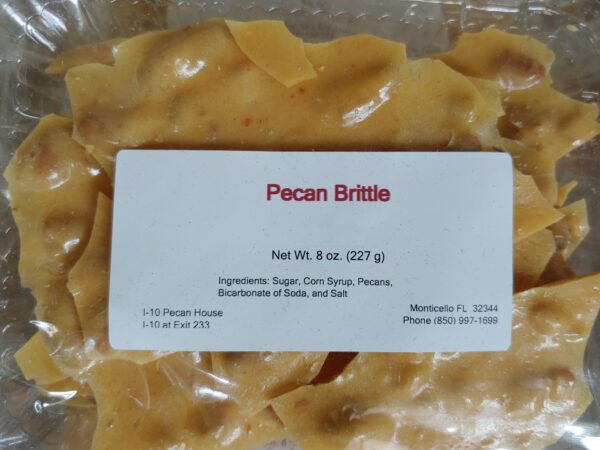 Pecan Brittle
Net Wt. 8 oz. (227 g)
Ingredients: Sugar, Corn Syrup, Pecans,
Bicarbonate of Soda, and Salt
I-10 Pecan House
I-10 at Exit 233
Monticello FL 32344
Phone (850) 997-1699